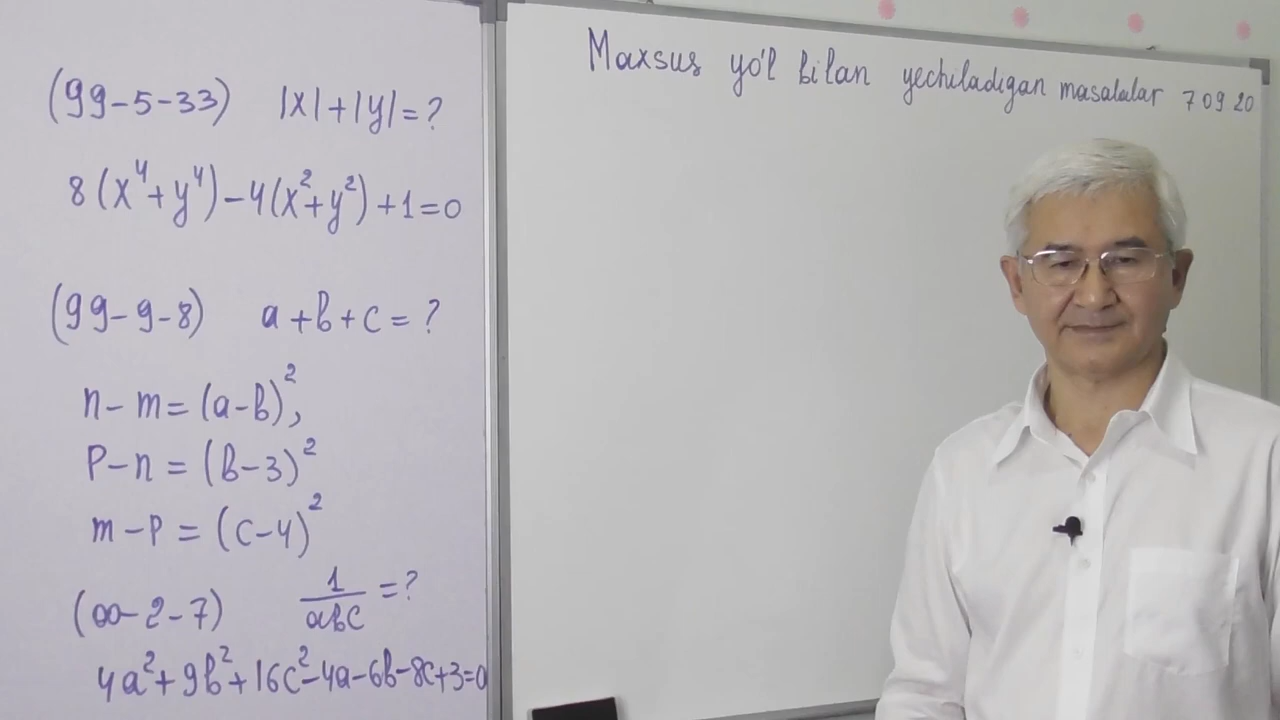 (99-5-33) |x|+|y|=?
8(x⁴+y⁴)-4(x²+y²)+1=0
(99-9-8) a+b+c=?
n-m=(a-b)²,
P-n=(b-3)²
m-P=(c-4)²
(00-2-7) 1/abc=?
4a²+9b²+16c²-4a-6b-8c+3=0
Maxsus yo'l bilan yechiladigan masalalar 7 09 20